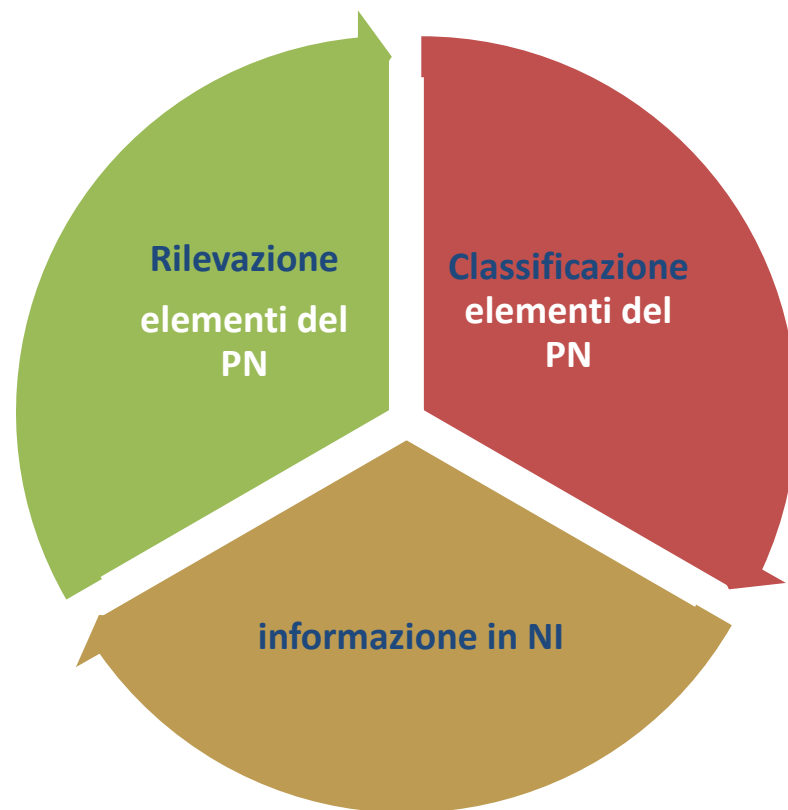 Rilevazione
elementi del
PN
Classificazione
elementi del
PN
informazione in NI